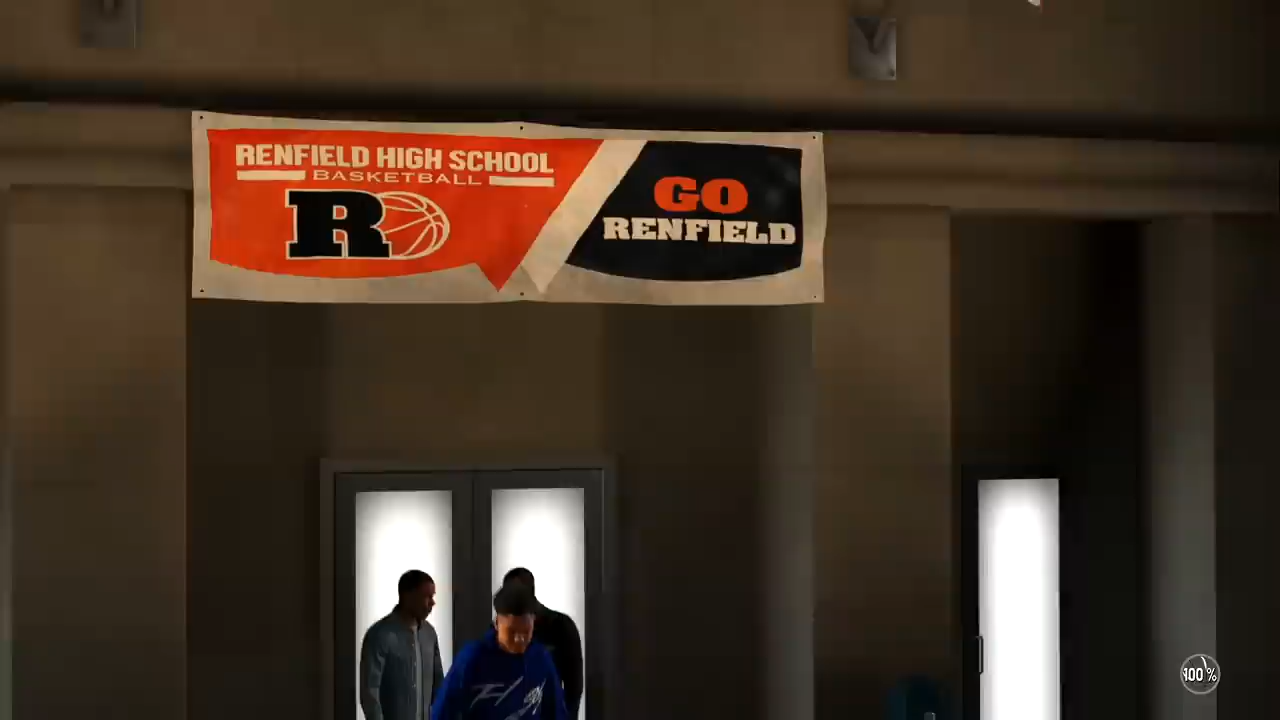 RENFIELD HIGH SCHOOL
BASKETBALL
R
GO
RENFIELD
100%